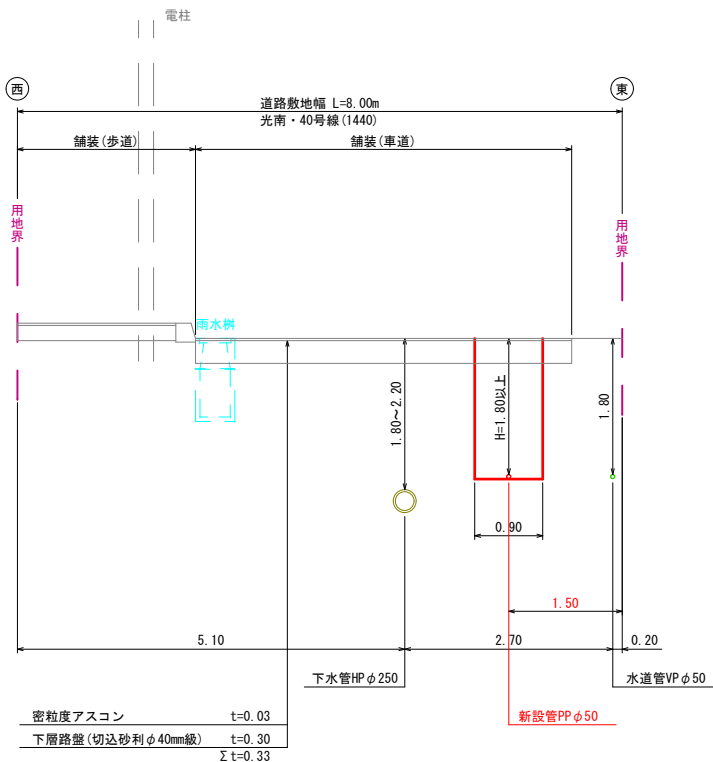 電柱
西
東
道路敷地幅 L=8.00m
光南・40号線(1440)
舗装(歩道)
舗装(車道)
用地界
用地界
雨水桝
1.80～2.20
H=1.80以上
1.80
0.90
1.50
5.10
2.70
0.20
下水管HPφ250
水道管VPφ50
新設管PPφ50
密粒度アスコン t=0.03
下層路盤(切込砂利φ40mm級) t=0.30
Σt=0.33